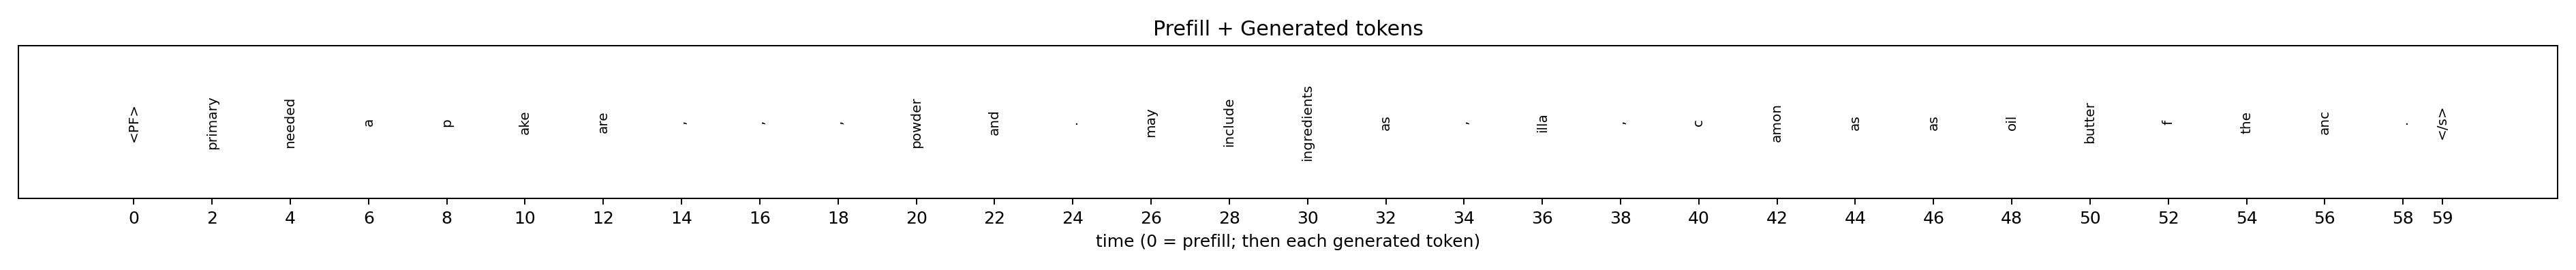 Prefill + Generated tokens
<PF> primary needed a p ake are , , , powder and . may include ingredients as , illa , c amon as as oil butter f the anc . </s>
0 2 4 6 8 10 12 14 16 18 20 22 24 26 28 30 32 34 36 38 40 42 44 46 48 50 52 54 56 58 59
time (0 = prefill; then each generated token)